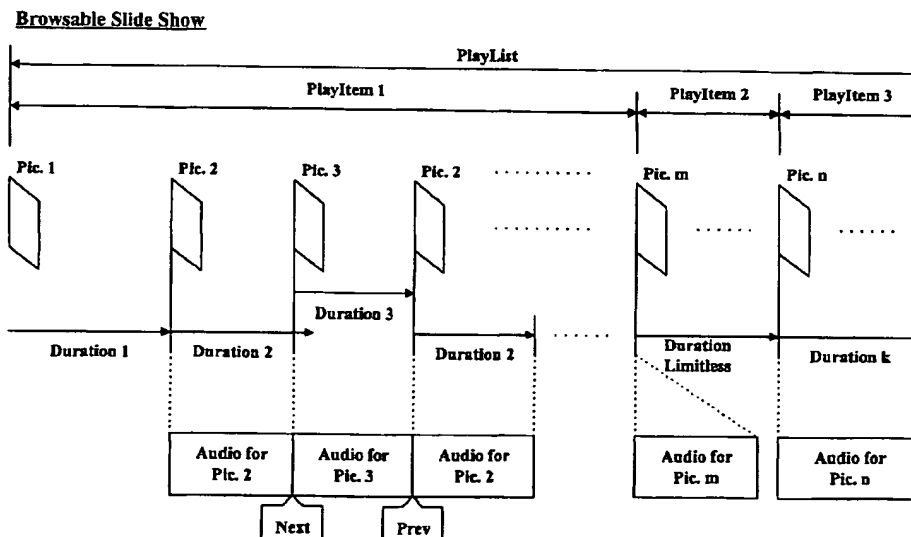 Browsable Slide Show
PlayList
PlayItem 1
PlayItem 2
PlayItem 3
Pic. 1
Pic. 2
Pic. 3
Pic. 2
Pic. m
Pic. n
Duration 3
Duration 1
Duration 2
Duration 2
Duration
Limitless
Duration k
Audio for
Pic. 2
Audio for
Pic. 3
Audio for
Pic. 2
Audio for
Pic. m
Audio for
Pic. n
Next
Prev